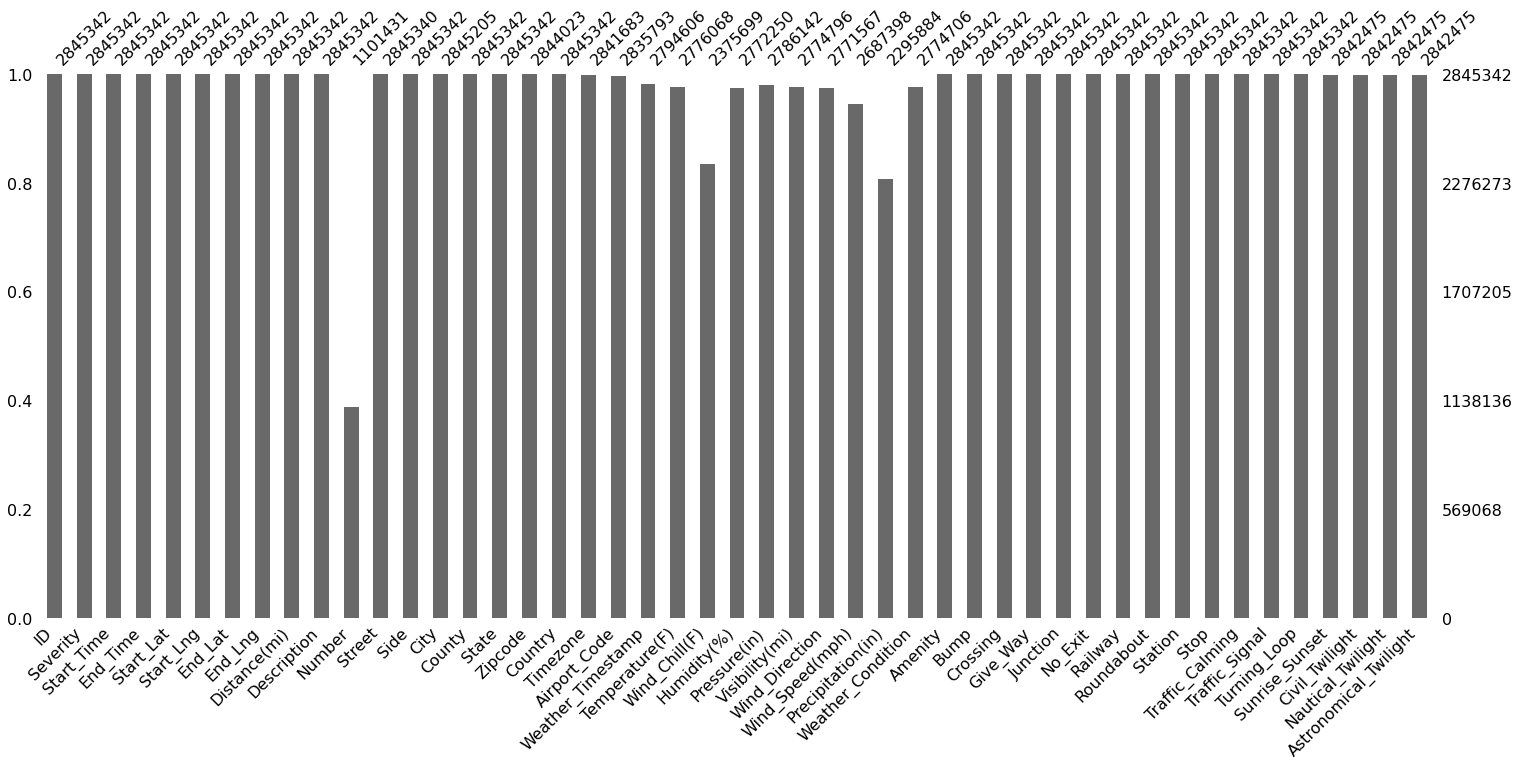 2845342
2845342
2845342
2845342
2845342
2845342
2845342
2845342
2845342
2845342
1101431
2845340
2845342
2845205
2845342
2845342
2844023
2845342
2841683
2835793
2794606
2776068
2375699
2772250
2786142
2774796
2771567
2687398
2295884
2774706
2845342
2845342
2845342
2845342
2845342
2845342
2845342
2845342
2845342
2845342
2845342
2845342
2845342
2842475
2842475
2842475
2842475
1.0
0.8
0.6
0.4
0.2
0.0
2845342
2276273
1707205
1138136
569068
0
ID
Severity
Start_Time
End_Time
Start_Lat
Start_Lng
End_Lat
End_Lng
Distance(mi)
Description
Number
Street
Side
City
County
State
Zipcode
Country
Timezone
Airport_Code
Weather_Timestamp
Temperature(F)
Wind_Chill(F)
Humidity(%)
Pressure(in)
Visibility(mi)
Wind_Direction
Wind_Speed(mph)
Precipitation(in)
Weather_Condition
Amenity
Bump
Crossing
Give_Way
Junction
No_Exit
Railway
Roundabout
Station
Stop
Traffic_Calming
Traffic_Signal
Turning_Loop
Sunrise_Sunset
Civil_Twilight
Nautical_Twilight
Astronomical_Twilight